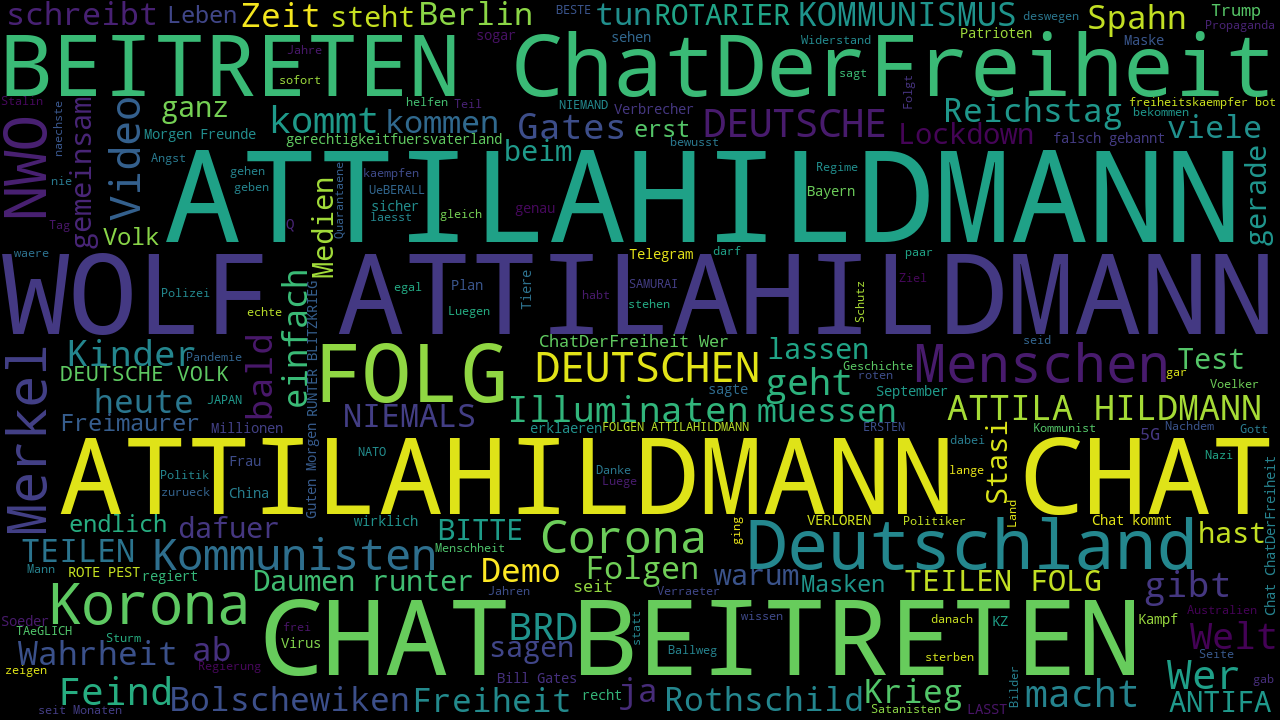 schreibt Leben Zeit steht Berlin BESTE tun ROTARIER KOMMUNISMUS deswegen Spahn Trump
Propaganda
BEITRETEN ChatDerFreiheit
Jahre sofort sogar sehen Widerstand sagt Patrioten Maske
Stalin ganz helfen Teil NIEMAND Verbrecher Folgt Reichstag freiheitskaempfer bot
NWO naechste gemeinsam Video Morgen Freunde kommt kommen Gates erst DEUTSCHE Lockdown bekommen viele
gerechtigkeitfuersvaterland beim bewusst falsch gebannt
Angst ATTILAHILDMANN gerade
nie gehen geben Quarantaene kaempfen UeBERALL Regime
Tag Volk Q Medien sicher laesst gleich genau Bayern
waere WOLF ATTILAHILDMANN
Telegram darf paar
Polizei echte einfach egal Plan Luegen Tiere habt SAMURAI stehen Schutz Ziel
Merkel Kinder Pandemie bald Guten Morgen RUNTER BLITZKRIEG FOLG ChatDerFreiheit Wer lassen Menschen seid Test
DEUTSCHE VOLK DEUTSCHEN geht Geschichte gar
heute JAPAN sagte roten September Voelker
Freimaurer Millionen NIEMALS Illuminaten muessen ATTILA HILDMANN
erklaeren FOLGEN ATTILAHILDMANN ERSTEN Kommunist 5G Nachdem Gott
ATTILAHILDMANN CHAT
Politik Frau NATO dabei Stasi Nazi
zurueck China Danke Luege lange Land Chat ChatDerFreiheit
endlich dafuer wirklich BITTE Corona ging VERLOREN Politiker Chat kommt hast
TEILEN Kommunisten Menschheit Deutschland
Mann ROTE PEST regiert Daumen runter Demo Folgen warum Masken TEILEN FOLG gibt
Korona Jahren seit Verraeter
Soeder CHAT BEITRETEN Australien
TAeGLICH Sturm frei BRD statt wissen danach KZ Kampf
Wahrheit ab Virus sagen Ballweg sterben Welt
zeigen Regierung Seite
Feind Bill Gates Bilder Wer gab
seit Monaten Bolschewiken Freiheit recht ja Rothschild Krieg Satanisten LASST macht ANTIFA